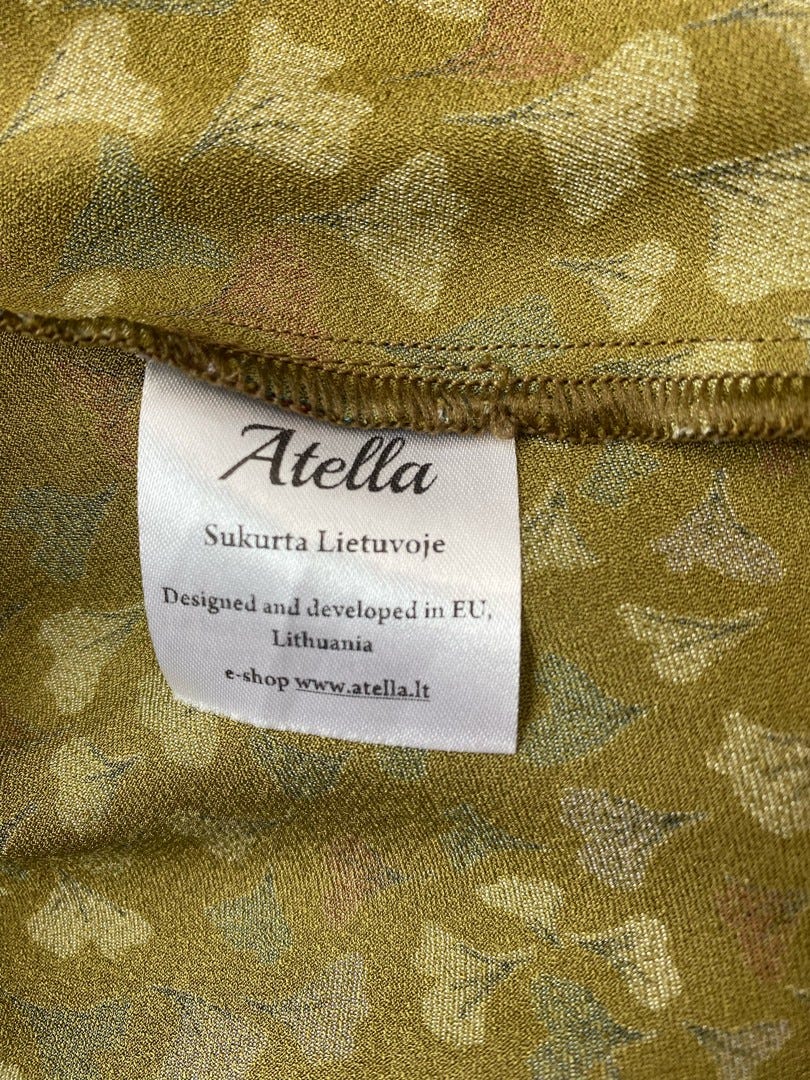 Atella
Sukurta Lietuvoje
Designed and developed in EU,
Lithuania
e-shop www.atella.lt